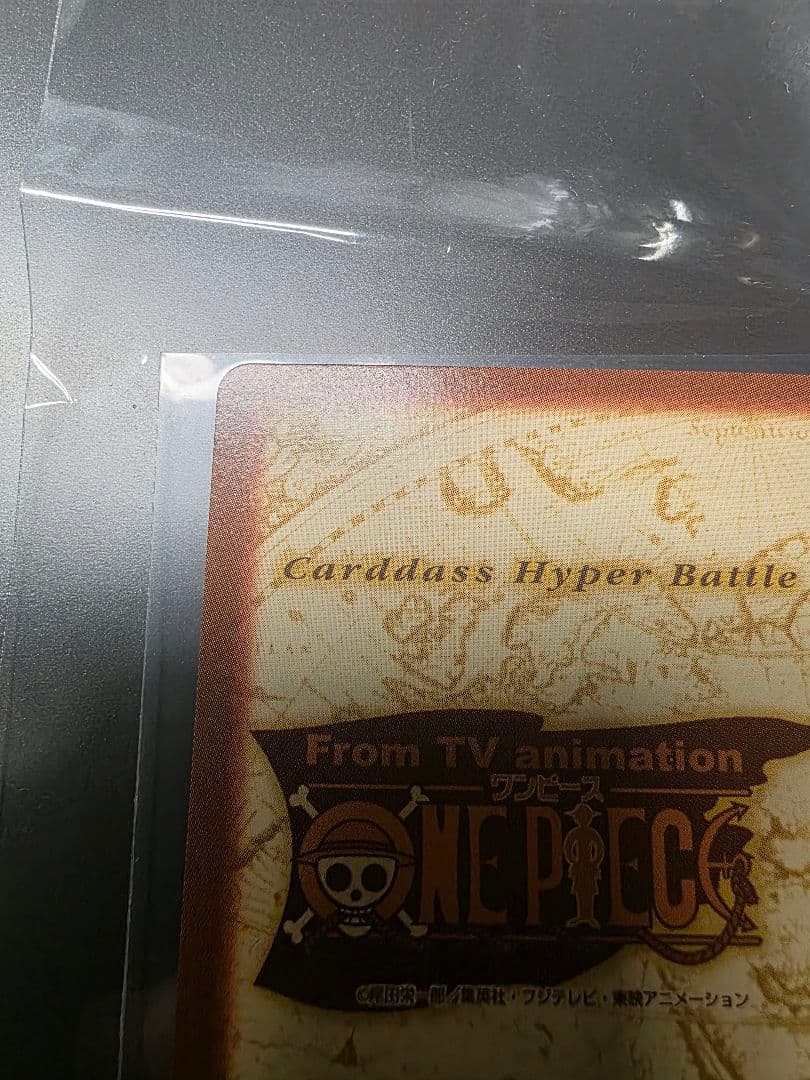 Carddass Hyper Battle
From TV animation
ワンピース
ONE PIECE
©尾田栄一郎／集英社・フジテレビ・東映アニメーション